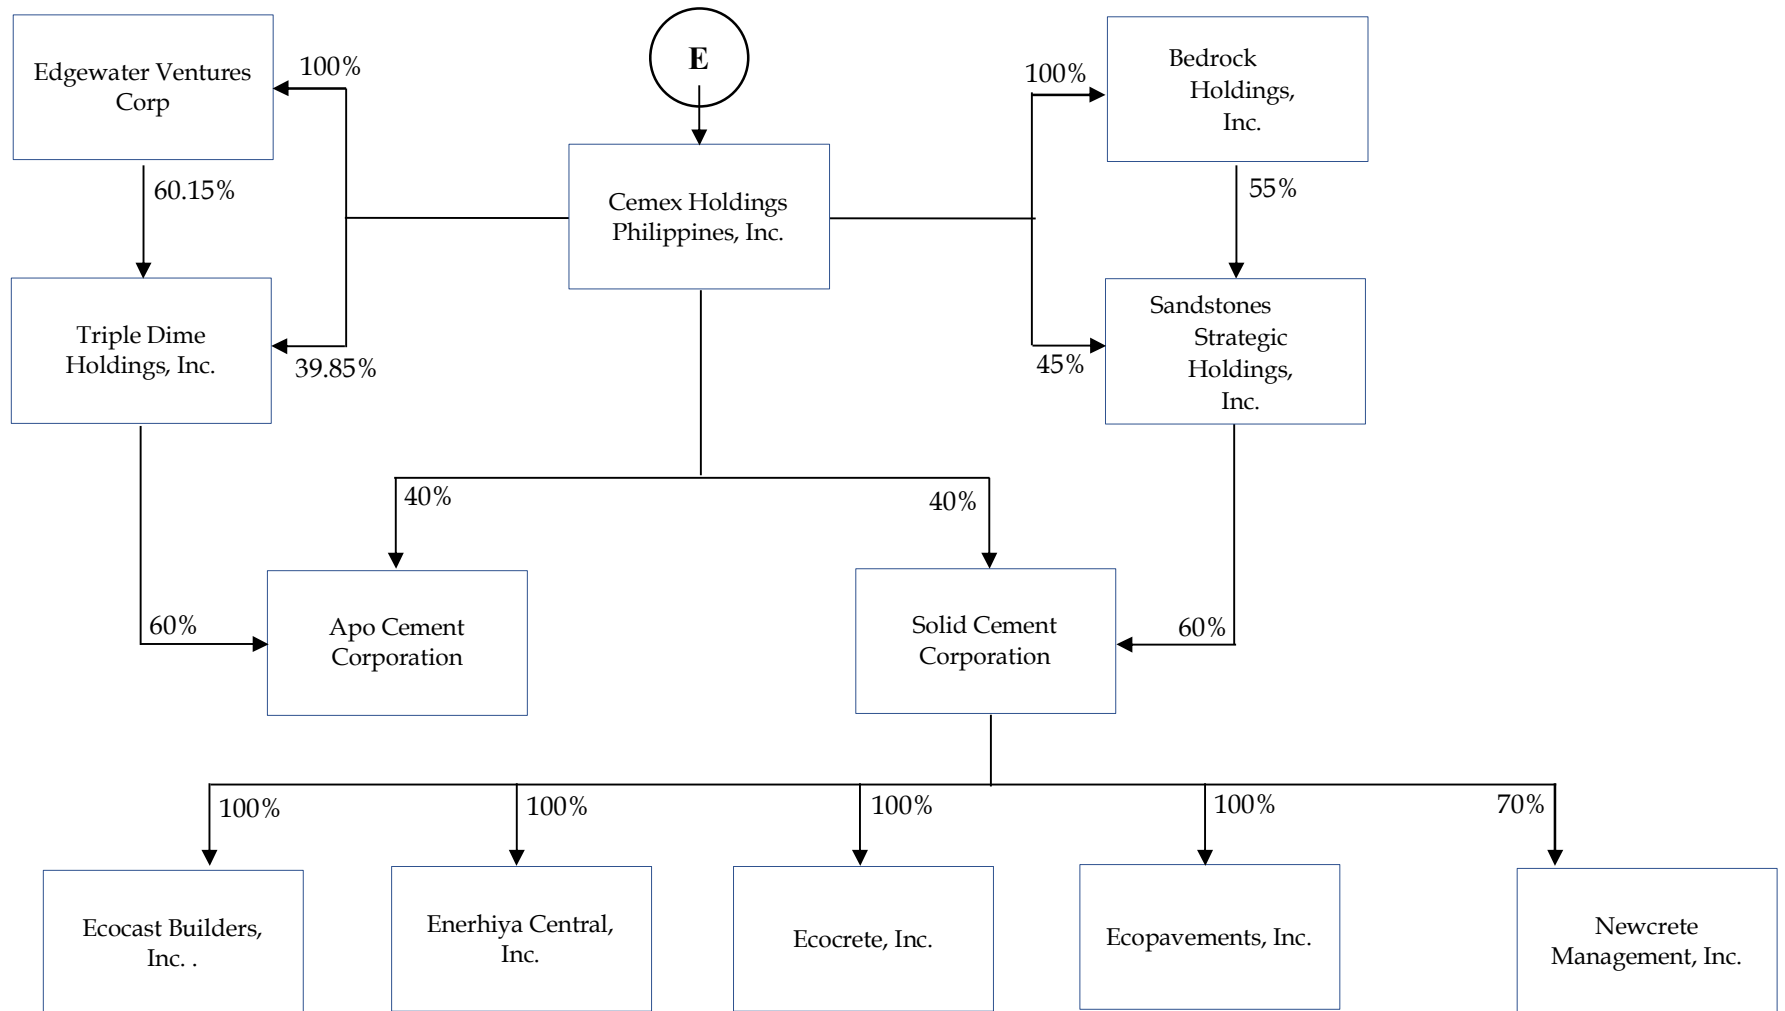 E
Edgewater Ventures
Corp
100%
100%
Bedrock
Holdings,
Inc.
60.15%
Cemex Holdings
Philippines, Inc.
55%
Triple Dime
Holdings, Inc.
39.85%
45%
Sandstones
Strategic
Holdings,
Inc.
40%
40%
60%
Apo Cement
Corporation
Solid Cement
Corporation
60%
100%
100%
100%
100%
70%
Ecocast Builders,
Inc. .
Enerhiya Central,
Inc.
Ecocrete, Inc.
Ecopavements, Inc.
Newcrete
Management, Inc.